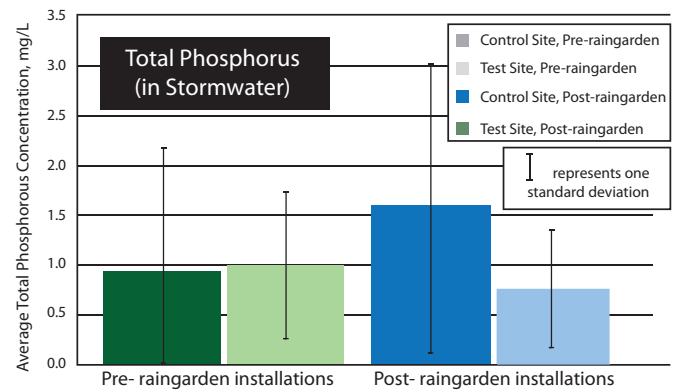 Total Phosphorus
(in Stormwater)
Control Site, Pre-raingarden
Test Site, Pre-raingarden
Control Site, Post-raingarden
Test Site, Post-raingarden
represents one
standard deviation
Average Total Phosphorous Concentration, mg/L
3.5
3.0
2.5
2.0
1.5
1.0
0.5
0.0
Pre- raingarden installations
Post- raingarden installations